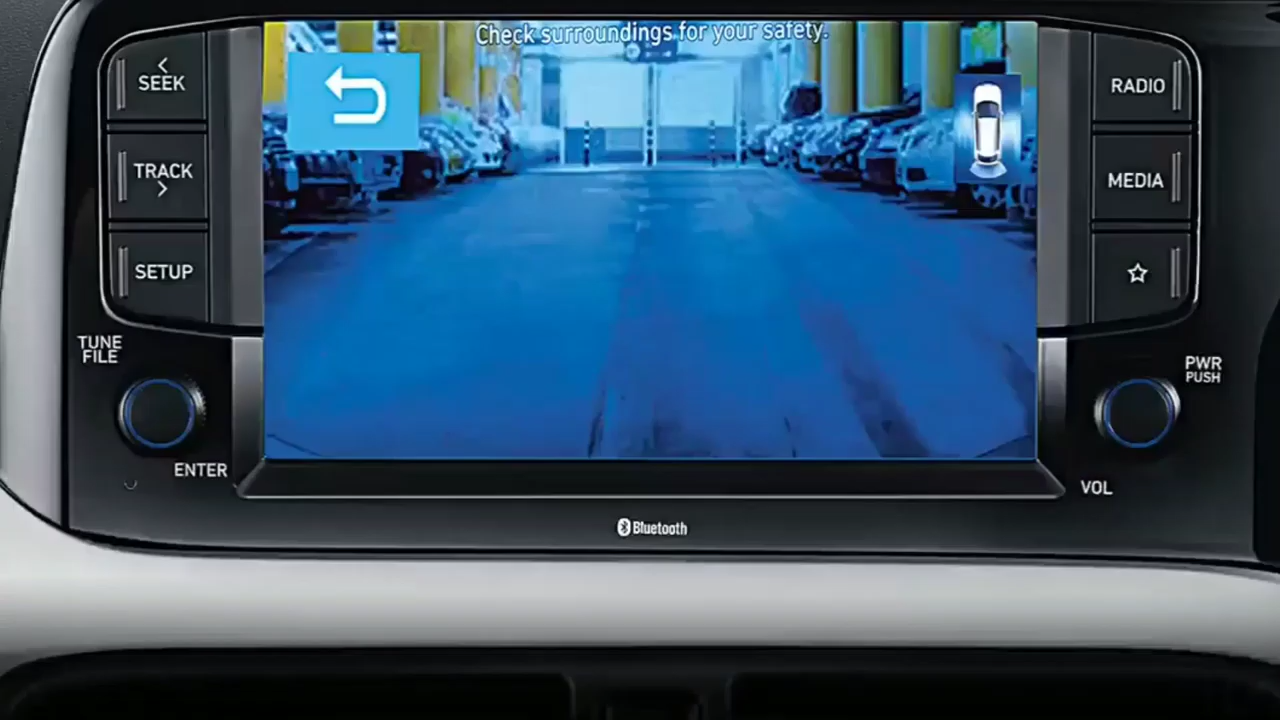 Check surroundings for your safety.
SEEK
TRACK
SETUP
TUNE
FILE
ENTER
RADIO
MEDIA
PWR
PUSH
VOL
Bluetooth